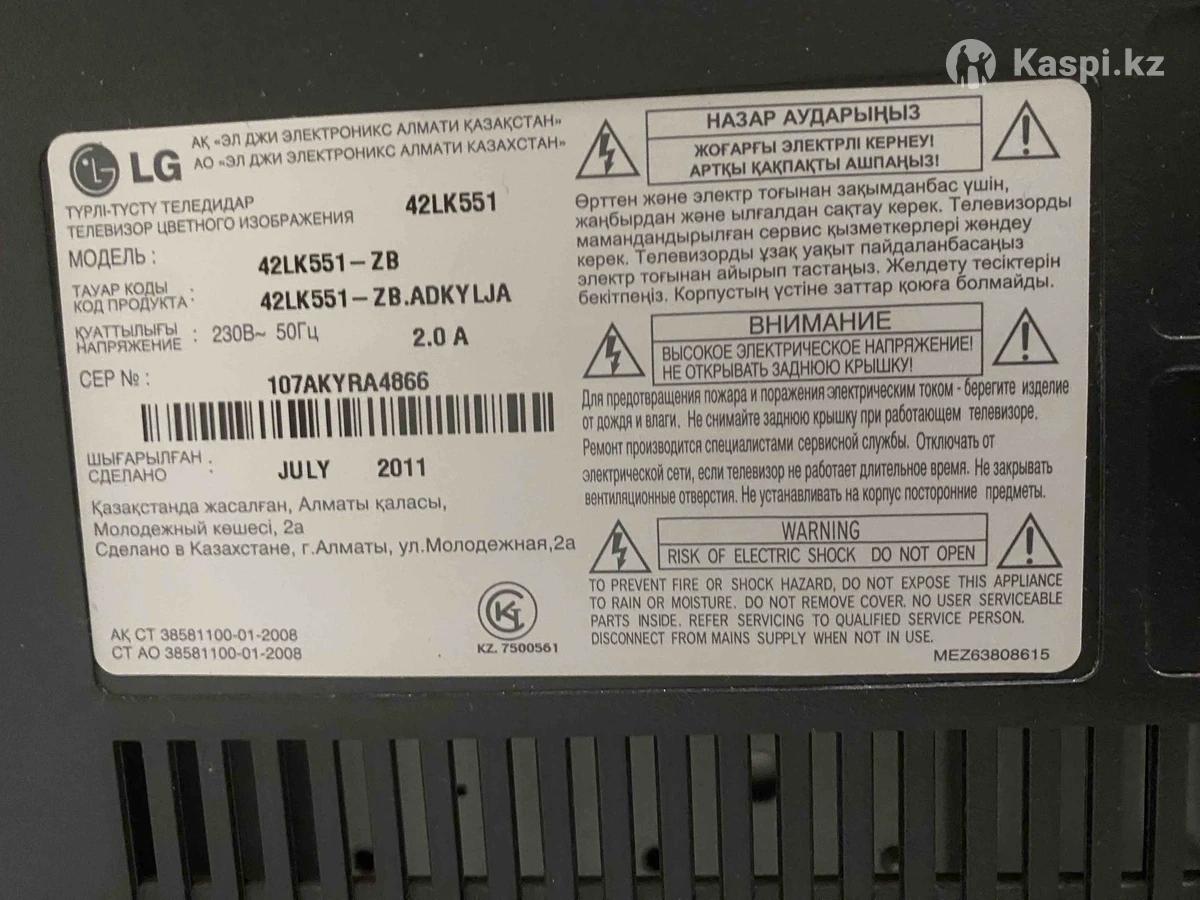 Kaspi.kz
LG
АҚ «ЭЛ ДЖИ ЭЛЕКТРОНИКС АЛМАТИ ҚАЗАҚСТАН»
АО «ЭЛ ДЖИ ЭЛЕКТРОНИКС АЛМАТИ КАЗАХСТАН»
ТҮРЛІ-ТҮСТҮ ТЕЛЕДИДАР
ТЕЛЕВИЗОР ЦВЕТНОГО ИЗОБРАЖЕНИЯ
42LK551
МОДЕЛЬ :
42LK551-ZB
ТАУАР КОДЫ
КОД ПРОДУКТА :
42LK551-ZB.ADKYLJA
ҚУАТТЫЛЫҒЫ
НАПРЯЖЕНИЕ : 230В~ 50Гц
2.0 A
СЕР № :
107AKYRA4866
ШЫҒАРЫЛҒАН :
СДЕЛАНО
JULY 2011
Қазақстанда жасалған, Алматы қаласы,
Молодежный көшесі, 2а
Сделано в Казахстане, г.Алматы, ул.Молодежная,2а
АҚ СТ 38581100-01-2008
СТ АО 38581100-01-2008
KZ. 7500561
НАЗАР АУДАРЫҢЫЗ
ЖОҒАРҒЫ ЭЛЕКТРЛІ КЕРНЕУ!
АРТҚЫ ҚАҚПАҚТЫ АШПАҢЫЗ!
Өрттен және электр тоғынан зақымданбас үшін,
жаңбырдан және ылғалдан сақтау керек. Телевизорды
мамандандырылған сервис қызметкерлері жөндеу
керек. Телевизорды ұзақ уақыт пайдаланбасаңыз
электр тоғынан айырып тастаңыз. Желдету тесіктерін
бекітпеңіз. Корпустың үстіне заттар қоюға болмайды.
ВНИМАНИЕ
ВЫСОКОЕ ЭЛЕКТРИЧЕСКОЕ НАПРЯЖЕНИЕ!
НЕ ОТКРЫВАТЬ ЗАДНЮЮ КРЫШКУ!
Для предотвращения пожара и поражения электрическим током - берегите изделие
от дождя и влаги. Не снимайте заднюю крышку при работающем телевизоре.
Ремонт производится специалистами сервисной службы. Отключать от
электрической сети, если телевизор не работает длительное время. Не закрывать
вентиляционные отверстия. Не устанавливать на корпус посторонние предметы.
WARNING
RISK OF ELECTRIC SHOCK DO NOT OPEN
TO PREVENT FIRE OR SHOCK HAZARD, DO NOT EXPOSE THIS APPLIANCE
TO RAIN OR MOISTURE. DO NOT REMOVE COVER. NO USER SERVICEABLE
PARTS INSIDE. REFER SERVICING TO QUALIFIED SERVICE PERSON.
DISCONNECT FROM MAINS SUPPLY WHEN NOT IN USE.
MEZ63808615